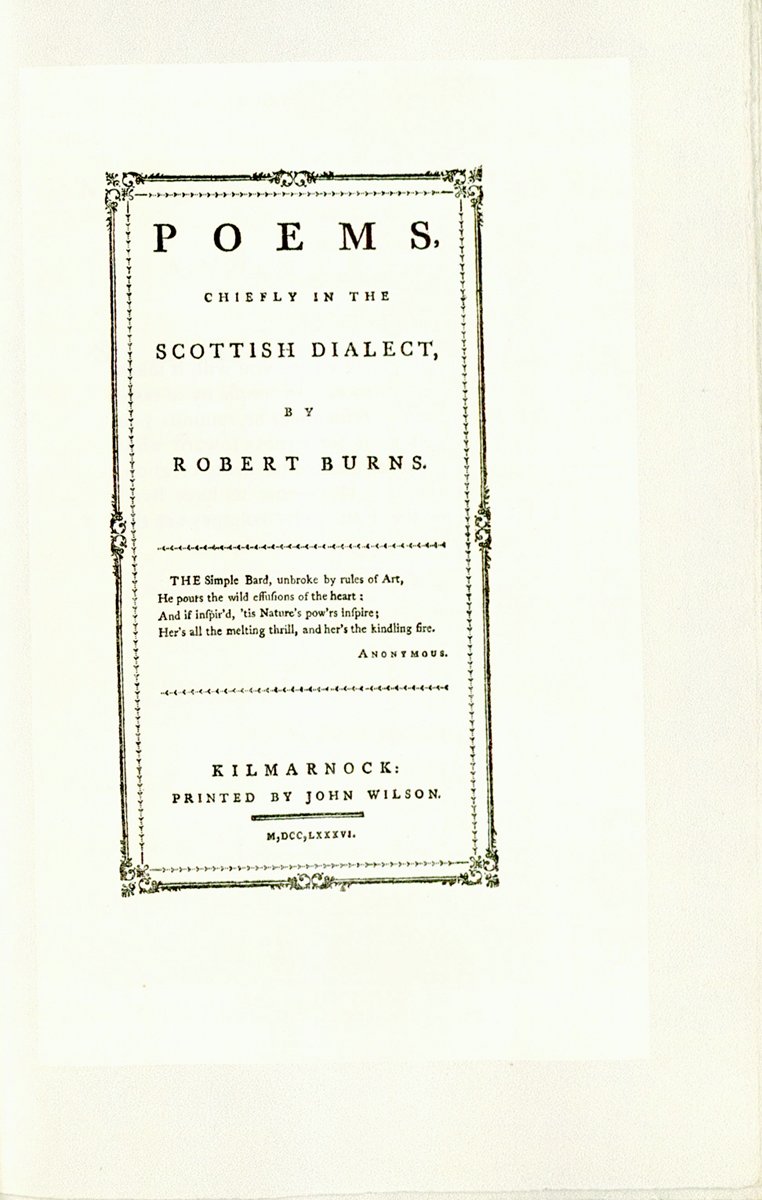 POEMS,
CHIEFLY IN THE
SCOTTISH DIALECT,
BY
ROBERT BURNS.
THE Simple Bard, unbroke by rules of Art,
He pours the wild effuſions of the heart :
And if inſpir'd, 'tis Nature's pow'rs inſpire;
Her's all the melting thrill, and her's the kindling fire.
ANONYMOUS.
KILMARNOCK:
PRINTED BY JOHN WILSON.
M,DCC,LXXXVI.